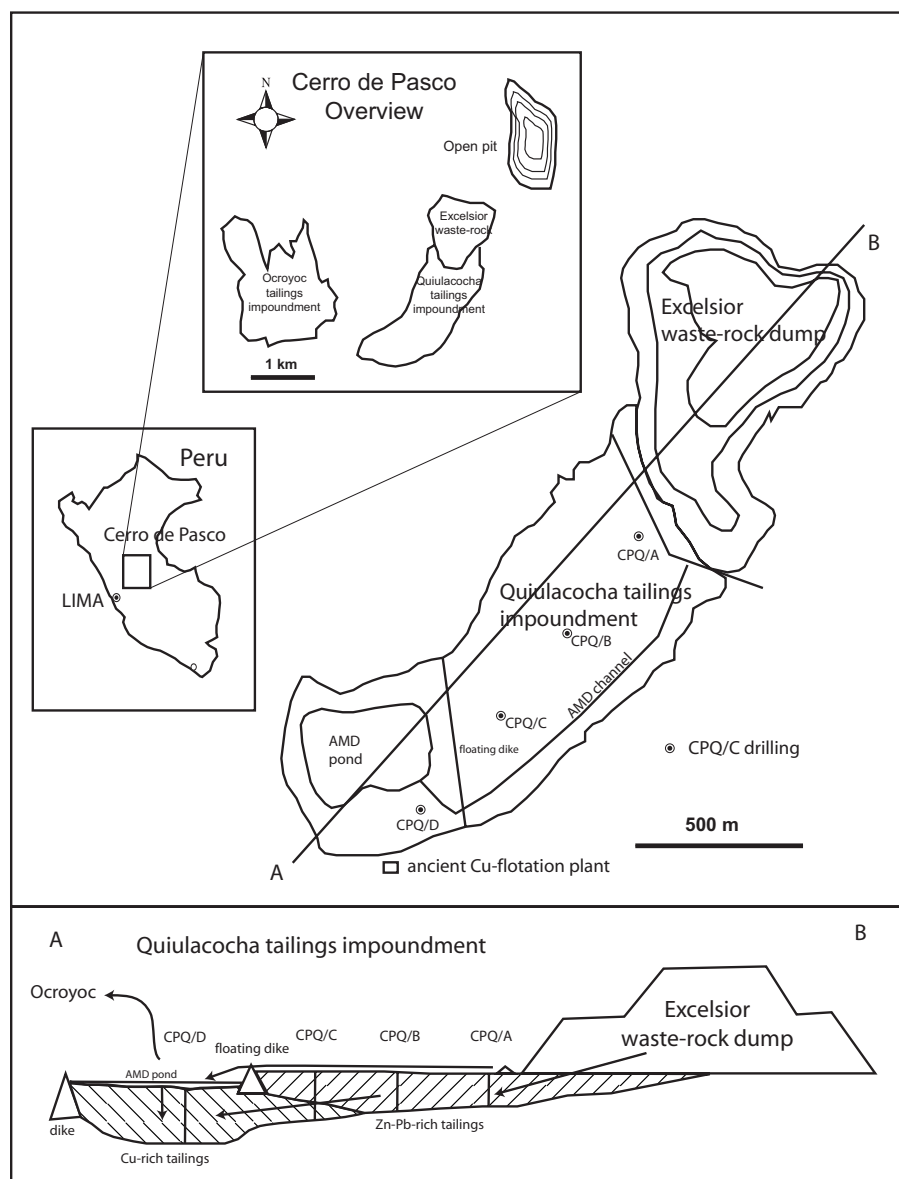 N
Cerro de Pasco
Overview
Open pit
Excelsior
waste-rock
Ocroyoc
tailings
impoundment
Quiulacocha
tailings
impoundment
1 km
B
Excelsior
waste-rock dump
Peru
Cerro de Pasco
LIMA
CPQ/A
Quiulacocha tailings
impoundment
CPQ/B
AMD channel
CPQ/C
AMD
pond
floating dike
CPQ/C drilling
CPQ/D
500 m
A
ancient Cu-flotation plant
A
Quiulacocha tailings impoundment
B
Ocroyoc
CPQ/D
floating dike
CPQ/C
CPQ/B
CPQ/A
Excelsior
waste-rock dump
AMD pond
dike
Zn-Pb-rich tailings
Cu-rich tailings